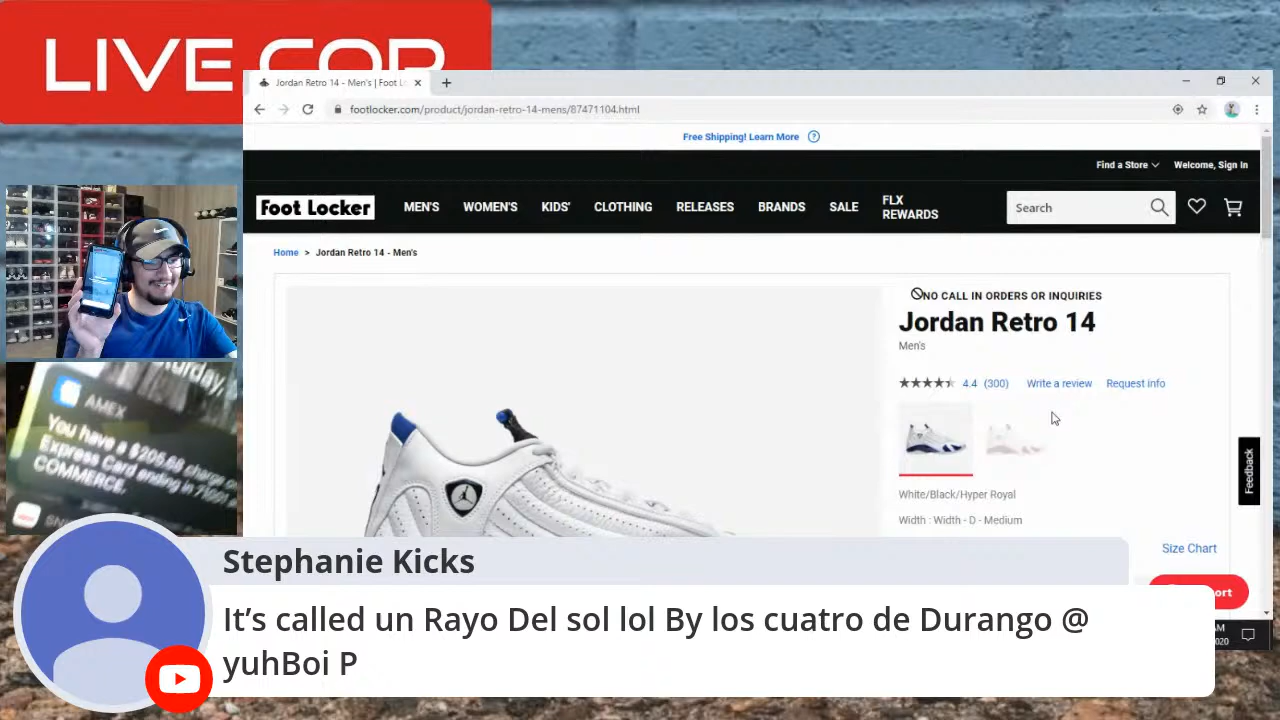 LIVE COP
Jordan Retro 14 - Men's | Foot L
footlocker.com/product/jordan-retro-14-mens/87471104.html
Free Shipping! Learn More ?
Find a Store Welcome, Sign In
Foot Locker MEN'S WOMEN'S KIDS' CLOTHING RELEASES BRANDS SALE FLX REWARDS Search
Home > Jordan Retro 14 - Men's
NO CALL IN ORDERS OR INQUIRIES
Jordan Retro 14
Men's
4.4 (300) Write a review Request info
White/Black/Hyper Royal
Width : Width - D - Medium
Size Chart
Feedback
AMEX
You have a $205.68 charge
Express Card ending in
COMMERCE.
Stephanie Kicks
It's called un Rayo Del sol lol By los cuatro de Durango @
yuhBoi P